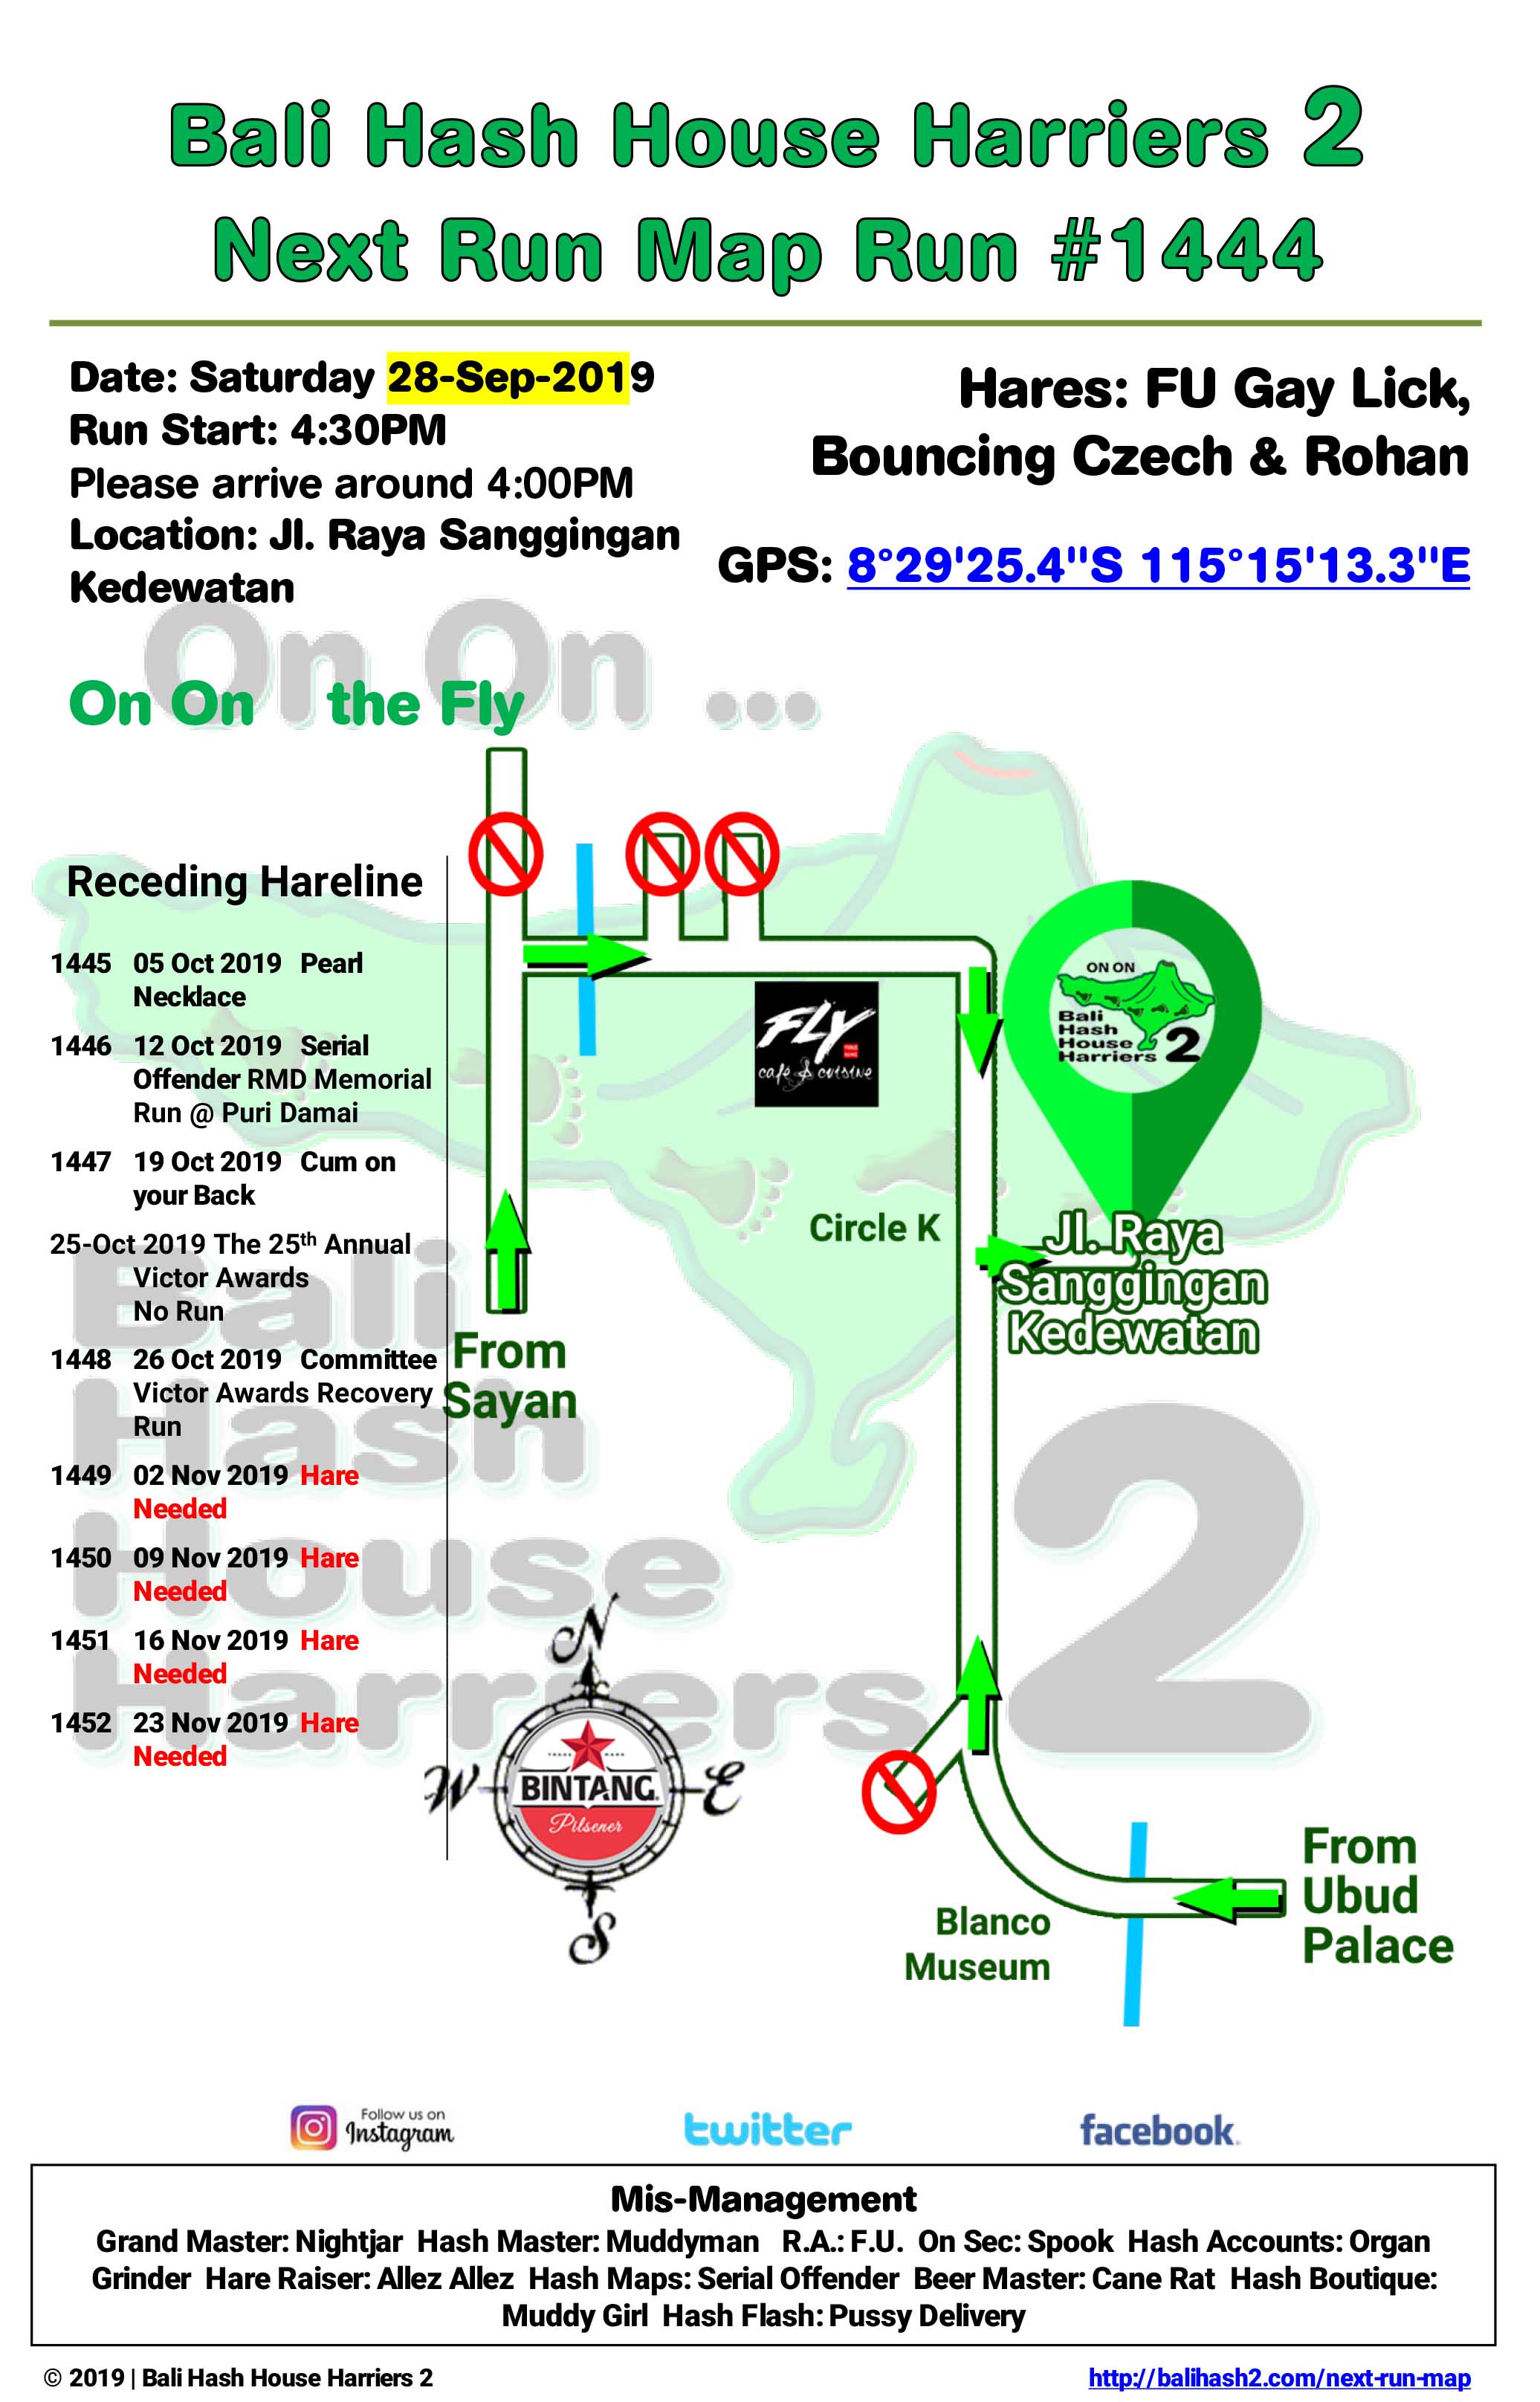 Bali Hash House Harriers 2
Next Run Map Run #1444
Date: Saturday 28-Sep-2019
Run Start: 4:30PM
Please arrive around 4:00PM
Location: Jl. Raya Sanggingan
Kedewatan
Hares: FU Gay Lick,
Bouncing Czech & Rohan
GPS: 8°29'25.4"S 115°15'13.3"E
On On ...
On On the Fly
Receding Hareline
1445 05 Oct 2019 Pearl
Necklace
1446 12 Oct 2019 Serial
Offender RMD Memorial
Run @ Puri Damai
1447 19 Oct 2019 Cum on
your Back
25-Oct 2019 The 25th Annual
Victor Awards
No Run
1448 26 Oct 2019 Committee
Victor Awards Recovery
Run
1449 02 Nov 2019 Hare
Needed
1450 09 Nov 2019 Hare
Needed
1451 16 Nov 2019 Hare
Needed
1452 23 Nov 2019 Hare
Needed
Bali
Hash
House
Harriers 2
FLY
café & cuisine
ON ON
Bali
Hash
House
Harriers 2
Circle K
Jl. Raya
Sanggingan
Kedewatan
From
Sayan
N
W
E
S
TRADE MARK
BINTANG
Pilsener
Blanco
Museum
From
Ubud
Palace
Follow us on
Instagram
twitter
facebook
Mis-Management
Grand Master: Nightjar Hash Master: Muddyman R.A.: F.U. On Sec: Spook Hash Accounts: Organ
Grinder Hare Raiser: Allez Allez Hash Maps: Serial Offender Beer Master: Cane Rat Hash Boutique:
Muddy Girl Hash Flash: Pussy Delivery
© 2019 | Bali Hash House Harriers 2
http://balihash2.com/next-run-map